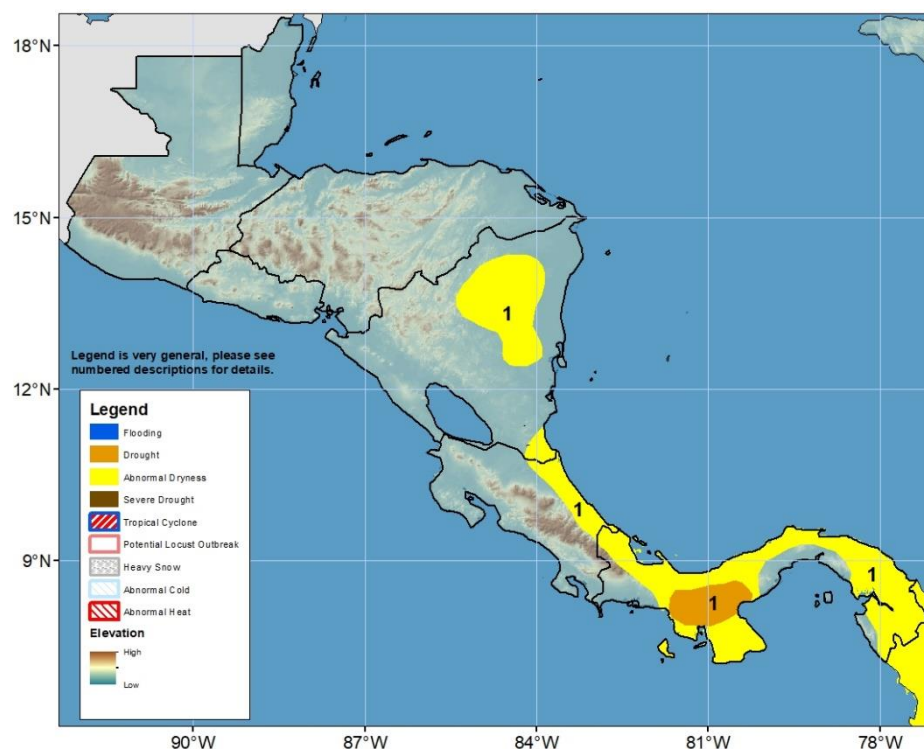 18°N
15°N
1
Legend is very general, please see
numbered descriptions for details.
12°N
Legend
Flooding
Drought
Abnormal Dryness
Severe Drought
Tropical Cyclone
Potential Locust Outbreak
Heavy Snow
Abnormal Cold
Abnormal Heat
Elevation
High
Low
1
9°N
1
1
90°W
87°W
84°W
81°W
78°W